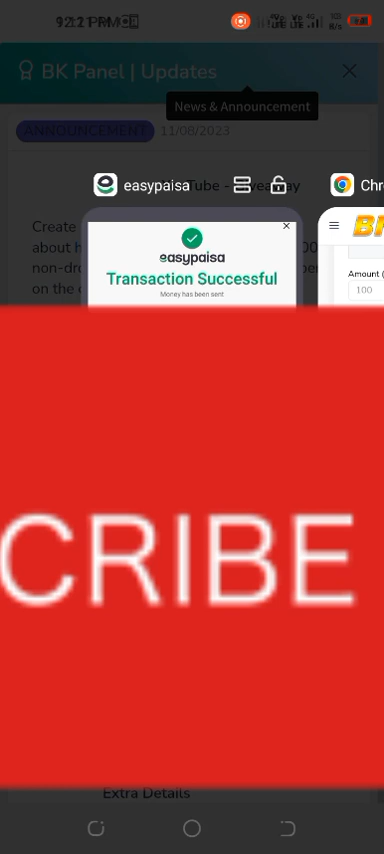 BK Panel | Updates
News & Announcement
ANNOUNCEMENT 11/08/2023
easypaisa
Create
about
non-dro
on the
easypaisa
Transaction Successful
Money has been sent
Amount (
100
CRIBE
Extra Details